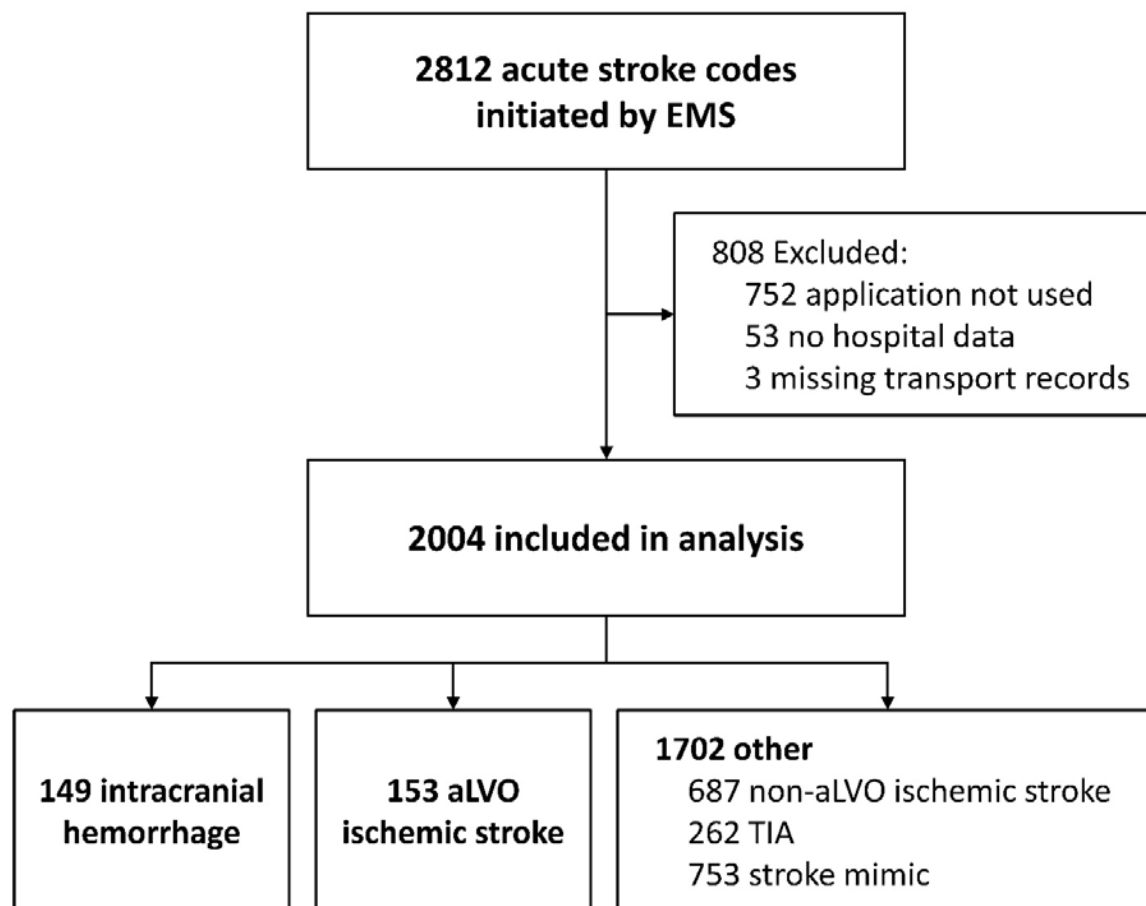 2812 acute stroke codes
initiated by EMS
808 Excluded:
752 application not used
53 no hospital data
3 missing transport records
2004 included in analysis
149 intracranial
hemorrhage
153 aLVO
ischemic stroke
1702 other
687 non-aLVO ischemic stroke
262 TIA
753 stroke mimic